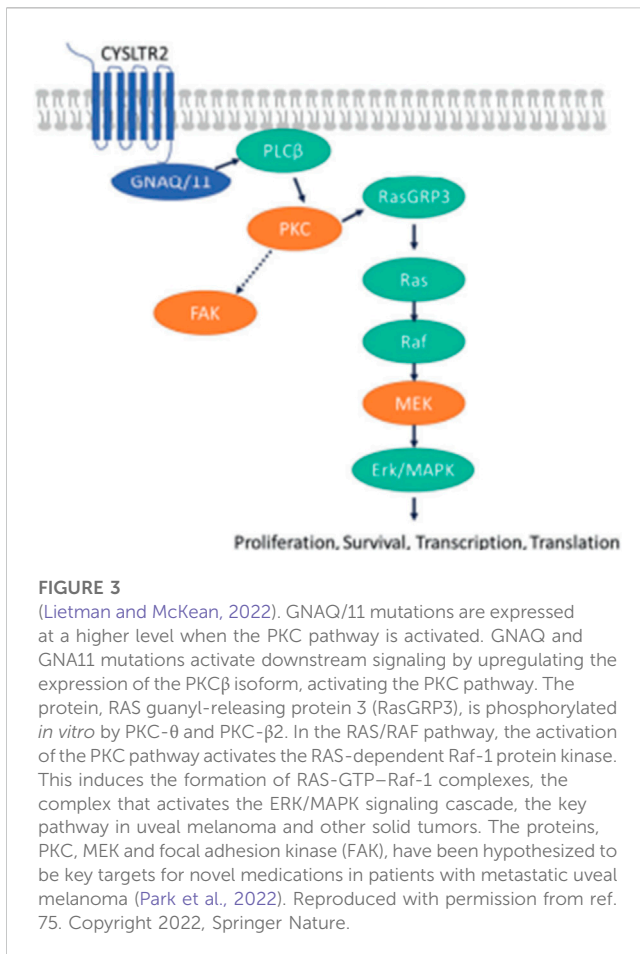 CYSLTR2
PLCβ
GNAQ/11
RasGRP3
PKC
Ras
FAK
Raf
MEK
Erk/MAPK
Proliferation, Survival, Transcription, Translation
FIGURE 3
(Lietman and McKean, 2022). GNAQ/11 mutations are expressed
at a higher level when the PKC pathway is activated. GNAQ and
GNA11 mutations activate downstream signaling by upregulating the
expression of the PKCβ isoform, activating the PKC pathway. The
protein, RAS guanyl-releasing protein 3 (RasGRP3), is phosphorylated
in vitro by PKC-θ and PKC-β2. In the RAS/RAF pathway, the activation
of the PKC pathway activates the RAS-dependent Raf-1 protein kinase.
This induces the formation of RAS-GTP–Raf-1 complexes, the
complex that activates the ERK/MAPK signaling cascade, the key
pathway in uveal melanoma and other solid tumors. The proteins,
PKC, MEK and focal adhesion kinase (FAK), have been hypothesized to
be key targets for novel medications in patients with metastatic uveal
melanoma (Park et al., 2022). Reproduced with permission from ref.
75. Copyright 2022, Springer Nature.